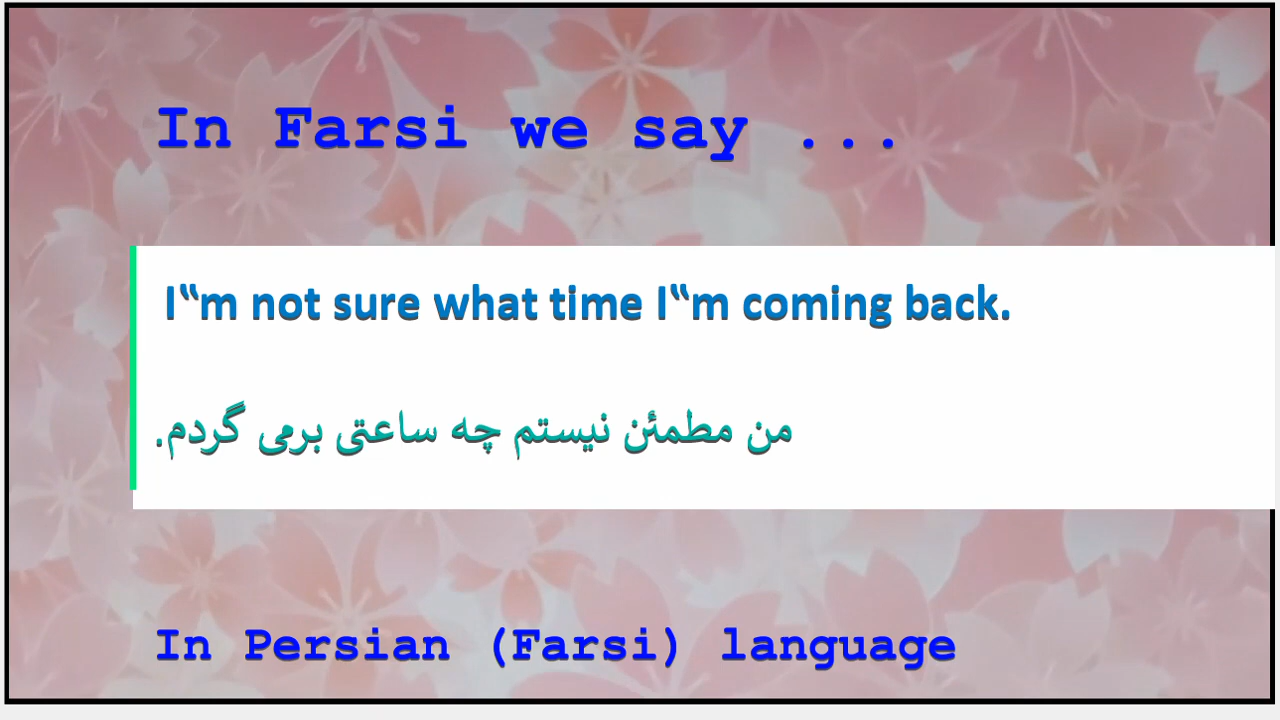 In Farsi we say ...
I‟m not sure what time I‟m coming back.
من مطمئن نیستم چه ساعتی برمی گردم.
In Persian (Farsi) language